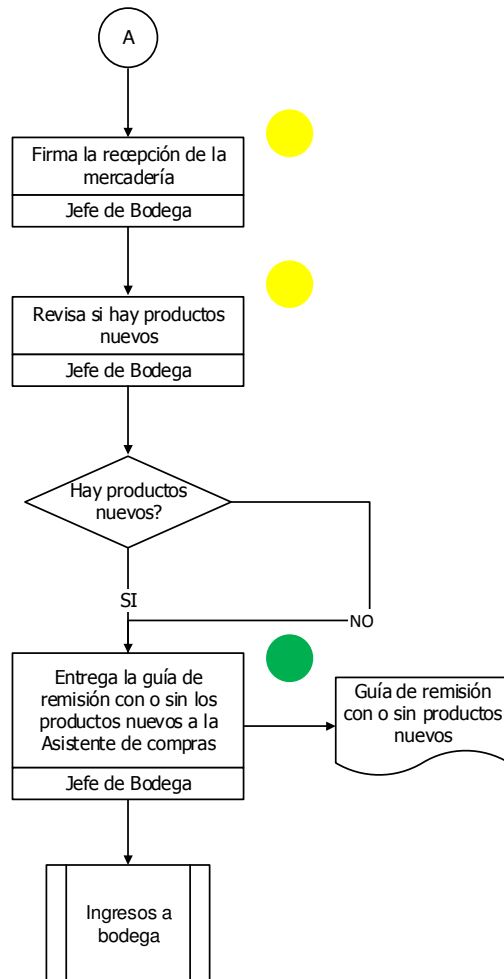 A
Firma la recepción de la
mercadería
Jefe de Bodega
Revisa si hay productos
nuevos
Jefe de Bodega
Hay productos
nuevos?
SI
NO
Entrega la guía de
remisión con o sin los
productos nuevos a la
Asistente de compras
Jefe de Bodega
Guía de remisión
con o sin productos
nuevos
Ingresos a
bodega